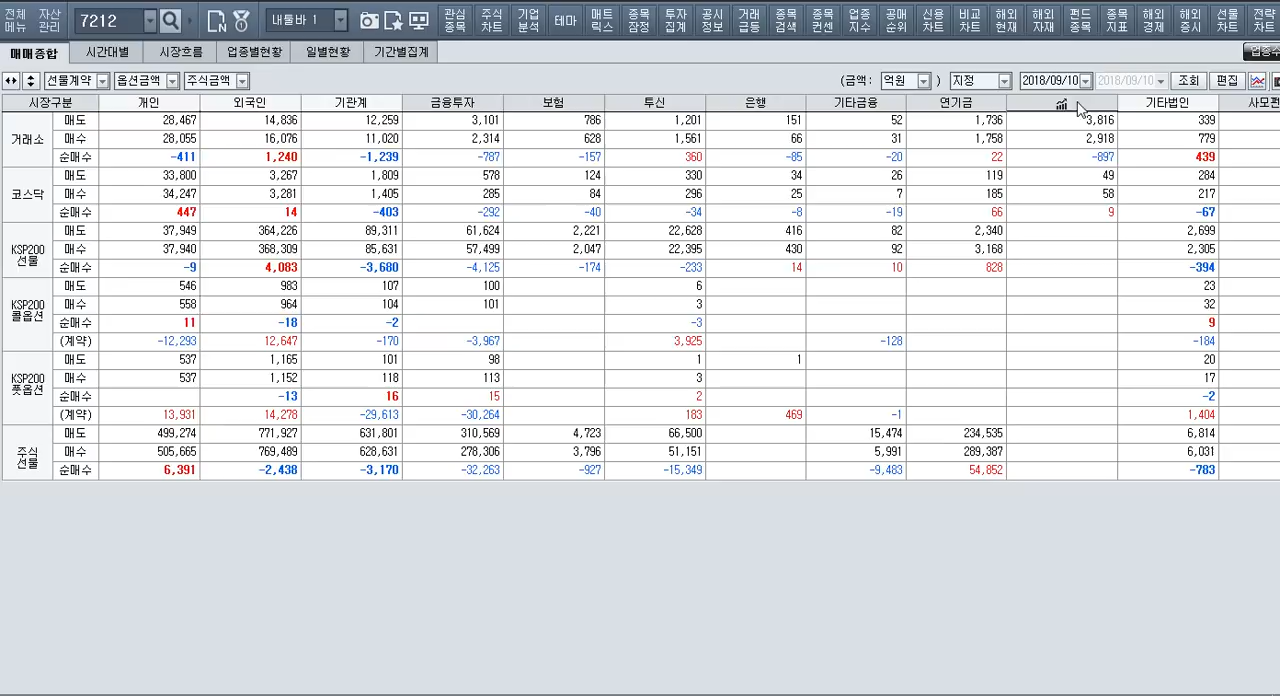 전체 자산 7212 내툴바 1 관심 주식 기업 테마 매트 종목 투자 공시 거래 종목 종목 업종 공매 신용 비교 해외 해외 펀드 종목 해외 해외 선물 전략
메뉴 관리 종목 차트 분석 릭스 잠정 집계 정보 급등 검색 컨센 지수 순위 차트 차트 현재 자재 종목 지표 경제 증시 차트 차트
매매종합 시간대별 시장흐름 업종별현황 일별현황 기간별집계
선물계약 옵션금액 주식금액 (금액: 억원 ) 지정 2018/09/10 2018/09/10 조회 편집
시장구분 개인 외국인 기관계 금융투자 보험 투신 은행 기타금융 연기금 기타법인 사모펀
거래소 매도 28,467 14,836 12,259 3,101 786 1,201 151 52 1,736 3,816 339
매수 28,055 16,076 11,020 2,314 628 1,561 66 31 1,758 2,918 779
순매수 -411 1,240 -1,239 -787 -157 360 -85 -20 22 -897 439
코스닥 매도 33,800 3,267 1,809 578 124 330 34 26 119 49 284
매수 34,247 3,281 1,405 285 84 296 25 7 185 58 217
순매수 447 14 -403 -292 -40 -34 -8 -19 66 9 -67
KSP200 선물 매도 37,949 364,226 89,311 61,624 2,221 22,628 416 82 2,340 2,699
매수 37,940 368,309 85,631 57,499 2,047 22,395 430 92 3,168 2,305
순매수 -9 4,083 -3,680 -4,125 -174 -233 14 10 828 -394
KSP200 콜옵션 매도 546 983 107 100 6 23
매수 558 964 104 101 3 32
순매수 11 -18 -2 -3 9
(계약) -12,293 12,647 -170 -3,967 3,925 -128 -184
KSP200 풋옵션 매도 537 1,165 101 98 1 1 20
매수 537 1,152 118 113 3 17
순매수 -13 16 15 2 -2
(계약) 13,931 14,278 -29,613 -30,264 183 469 -1 1,404
주식 선물 매도 499,274 771,927 631,801 310,569 4,723 66,500 15,474 234,535 6,814
매수 505,665 769,489 628,631 278,306 3,796 51,151 5,991 289,387 6,031
순매수 6,391 -2,438 -3,170 -32,263 -927 -15,349 -9,483 54,852 -783